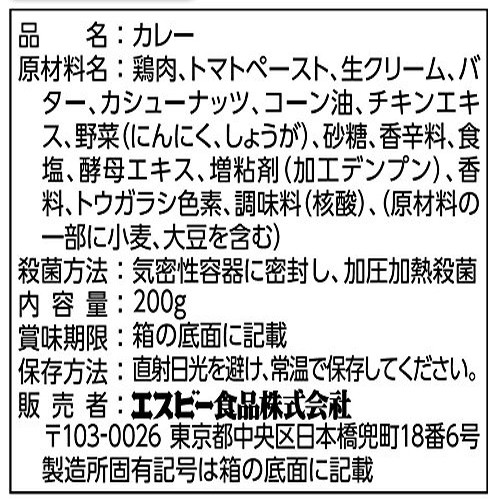 品　　名：カレー
原材料名：鶏肉、トマトペースト、生クリーム、バ
ター、カシューナッツ、コーン油、チキンエキ
ス、野菜(にんにく、しょうが)、砂糖、香辛料、食
塩、酵母エキス、増粘剤(加工デンプン)、香
料、トウガラシ色素、調味料(核酸)、(原材料の
一部に小麦、大豆を含む)
殺菌方法：気密性容器に密封し、加圧加熱殺菌
内 容 量：200g
賞味期限：箱の底面に記載
保存方法：直射日光を避け、常温で保存してください。
販 売 者：エスビー食品株式会社
〒103-0026 東京都中央区日本橋兜町18番6号
製造所固有記号は箱の底面に記載